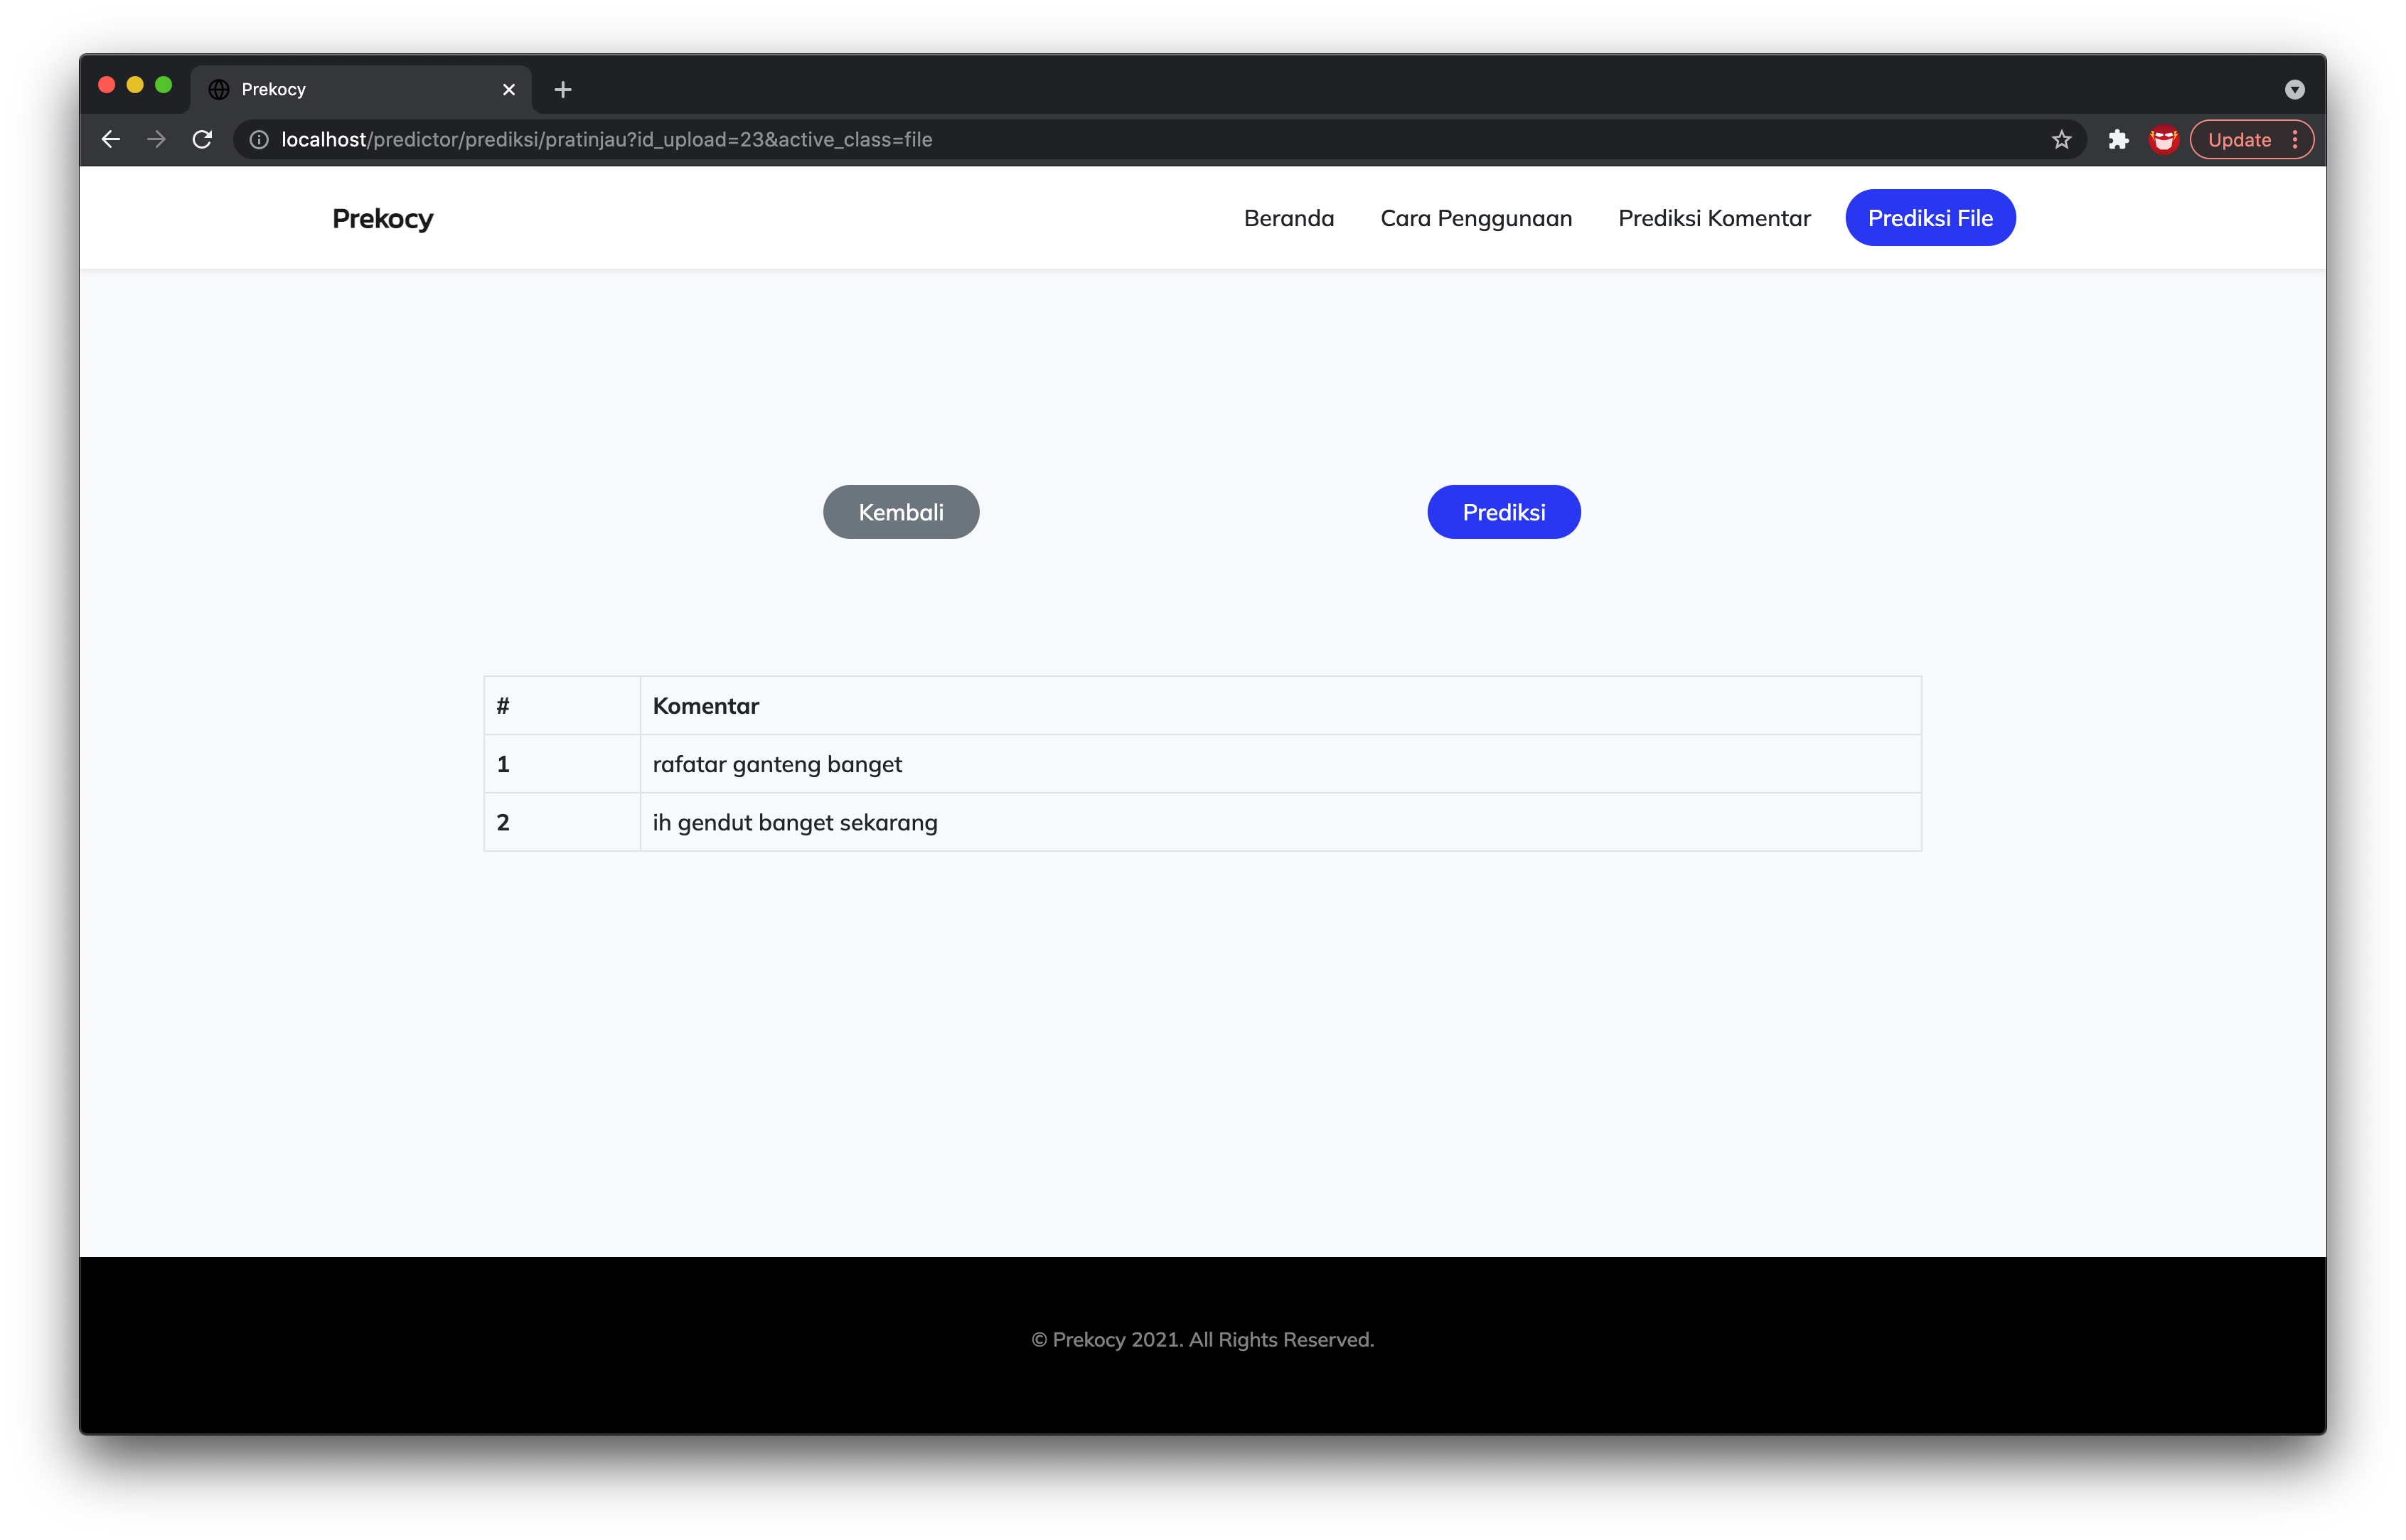 Prekocy
localhost/predictor/prediksi/pratinjau?id_upload=23&active_class=file
Update
Prekocy
Beranda Cara Penggunaan Prediksi Komentar Prediksi File
Kembali Prediksi
# Komentar
1 rafatar ganteng banget
2 ih gendut banget sekarang
© Prekocy 2021. All Rights Reserved.